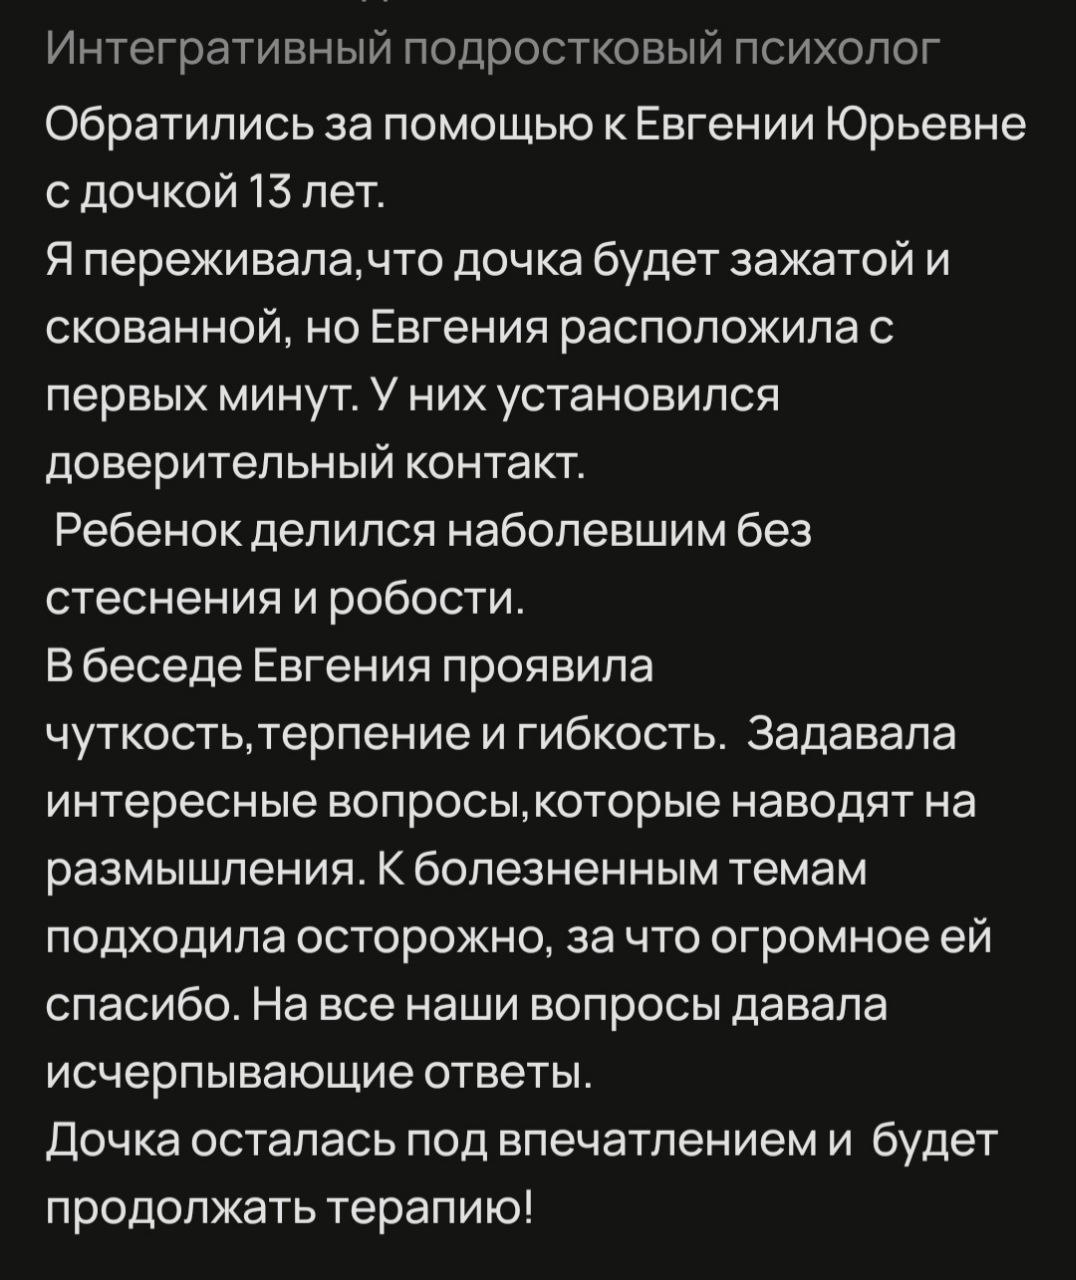 Интегративный подростковый психолог
Обратились за помощью к Евгении Юрьевне
с дочкой 13 лет.
Я переживала,что дочка будет зажатой и
скованной, но Евгения расположила с
первых минут. У них установился
доверительный контакт.
Ребенок делился наболевшим без
стеснения и робости.
В беседе Евгения проявила
чуткость,терпение и гибкость.  Задавала
интересные вопросы,которые наводят на
размышления. К болезненным темам
подходила осторожно, за что огромное ей
спасибо. На все наши вопросы давала
исчерпывающие ответы.
Дочка осталась под впечатлением и  будет
продолжать терапию!